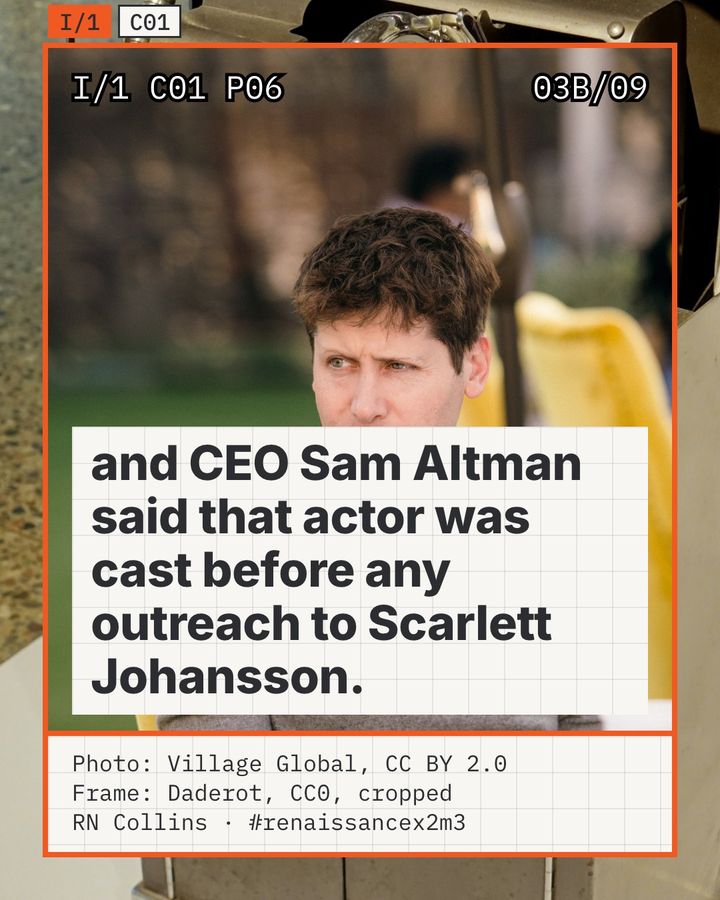 I/1 C01
I/1 C01 P06 03B/09
and CEO Sam Altman
said that actor was
cast before any
outreach to Scarlett
Johansson.
Photo: Village Global, CC BY 2.0
Frame: Daderot, CC0, cropped
RN Collins · #renaissancex2m3